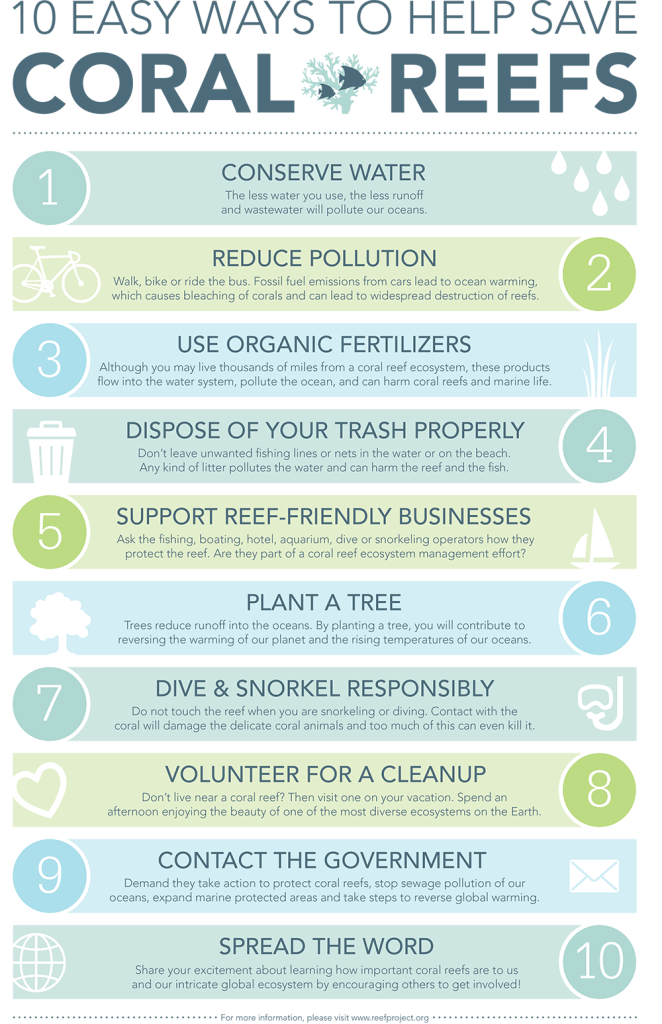 10 EASY WAYS TO HELP SAVE
CORAL REEFS
1
CONSERVE WATER
The less water you use, the less runoff
and wastewater will pollute our oceans.
REDUCE POLLUTION
Walk, bike or ride the bus. Fossil fuel emissions from cars lead to ocean warming,
which causes bleaching of corals and can lead to widespread destruction of reefs.
2
3
USE ORGANIC FERTILIZERS
Although you may live thousands of miles from a coral reef ecosystem, these products
flow into the water system, pollute the ocean, and can harm coral reefs and marine life.
DISPOSE OF YOUR TRASH PROPERLY
Don't leave unwanted fishing lines or nets in the water or on the beach.
Any kind of litter pollutes the water and can harm the reef and the fish.
4
5
SUPPORT REEF-FRIENDLY BUSINESSES
Ask the fishing, boating, hotel, aquarium, dive or snorkeling operators how they
protect the reef. Are they part of a coral reef ecosystem management effort?
PLANT A TREE
Trees reduce runoff into the oceans. By planting a tree, you will contribute to
reversing the warming of our planet and the rising temperatures of our oceans.
6
7
DIVE & SNORKEL RESPONSIBLY
Do not touch the reef when you are snorkeling or diving. Contact with the
coral will damage the delicate coral animals and too much of this can even kill it.
VOLUNTEER FOR A CLEANUP
Don't live near a coral reef? Then visit one on your vacation. Spend an
afternoon enjoying the beauty of one of the most diverse ecosystems on the Earth.
8
9
CONTACT THE GOVERNMENT
Demand they take action to protect coral reefs, stop sewage pollution of our
oceans, expand marine protected areas and take steps to reverse global warming.
SPREAD THE WORD
Share your excitement about learning how important coral reefs are to us
and our intricate global ecosystem by encouraging others to get involved!
10
For more information, please visit www.reefproject.org